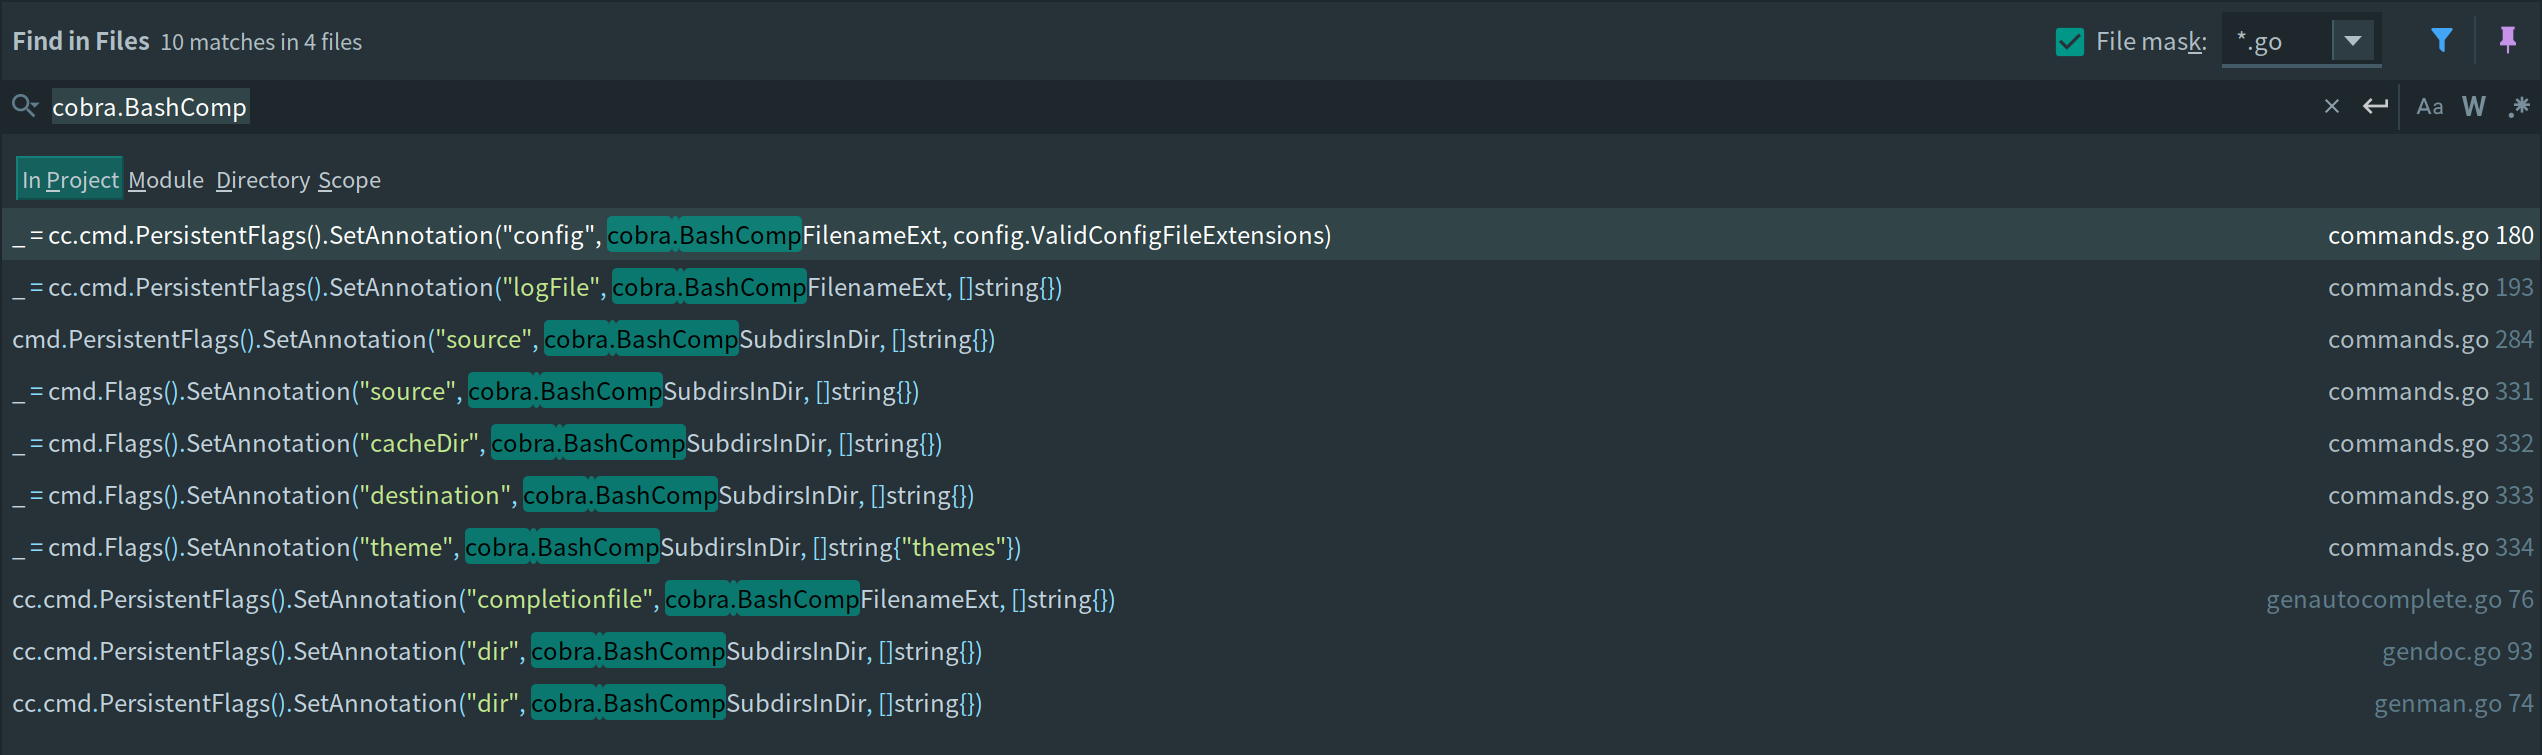 Find in Files 10 matches in 4 files File mask: *.go
cobra.BashComp Aa W .*
In Project Module Directory Scope
_ = cc.cmd.PersistentFlags().SetAnnotation("config", cobra.BashCompFilenameExt, config.ValidConfigFileExtensions) commands.go 180
_ = cc.cmd.PersistentFlags().SetAnnotation("logFile", cobra.BashCompFilenameExt, []string{}) commands.go 193
cmd.PersistentFlags().SetAnnotation("source", cobra.BashCompSubdirsInDir, []string{}) commands.go 284
_ = cmd.Flags().SetAnnotation("source", cobra.BashCompSubdirsInDir, []string{}) commands.go 331
_ = cmd.Flags().SetAnnotation("cacheDir", cobra.BashCompSubdirsInDir, []string{}) commands.go 332
_ = cmd.Flags().SetAnnotation("destination", cobra.BashCompSubdirsInDir, []string{}) commands.go 333
_ = cmd.Flags().SetAnnotation("theme", cobra.BashCompSubdirsInDir, []string{"themes"}) commands.go 334
cc.cmd.PersistentFlags().SetAnnotation("completionfile", cobra.BashCompFilenameExt, []string{}) genautocomplete.go 76
cc.cmd.PersistentFlags().SetAnnotation("dir", cobra.BashCompSubdirsInDir, []string{}) gendoc.go 93
cc.cmd.PersistentFlags().SetAnnotation("dir", cobra.BashCompSubdirsInDir, []string{}) genman.go 74